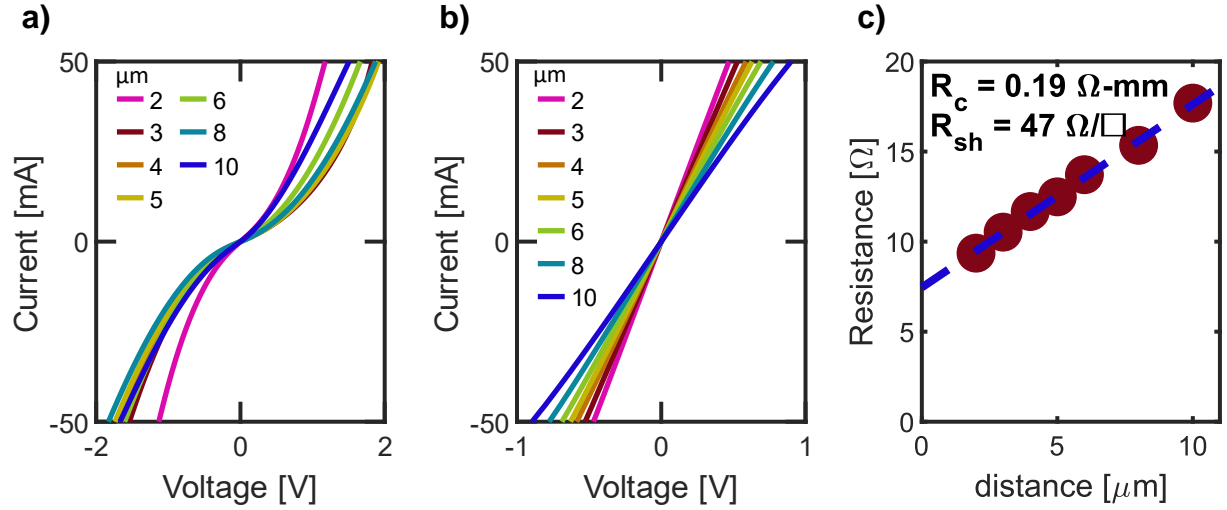 a)
50
0
-50
-2
0
2
Current [mA]
Voltage [V]
μm
2
3
4
5
6
8
10
b)
50
0
-50
-1
0
1
Current [mA]
Voltage [V]
μm
2
3
4
5
6
8
10
c)
20
15
10
5
0
0
5
10
Resistance [Ω]
distance [μm]
Rc = 0.19 Ω-mm
Rsh = 47 Ω/□